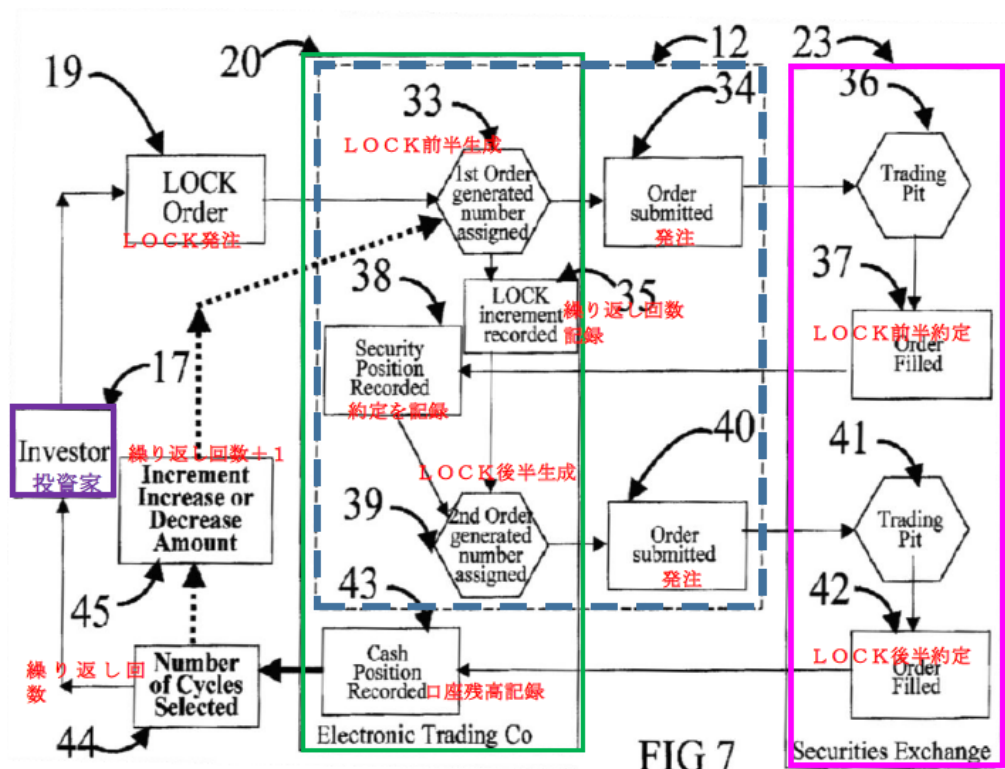 19
20
12
23
33
34
36
LOCK前半生成
LOCK
Order
LOCK発注
1st Order
generated
number
assigned
Order
submitted
発注
Trading
Pit
38
35
37
LOCK
increment
recorded
繰り返し回数
記録
LOCK前半約定
Order
Filled
Security
Position
Recorded
約定を記録
17
Investor
投資家
繰り返し回数+1
Increment
Increase or
Decrease
Amount
40
41
LOCK後半生成
39
2nd Order
generated
number
assigned
Order
submitted
発注
Trading
Pit
45
43
42
繰り返し回
数
Number
of Cycles
Selected
Cash
Position
Recorded
口座残高記録
LOCK後半約定
Order
Filled
44
Electronic Trading Co
FIG 7
Securities Exchange